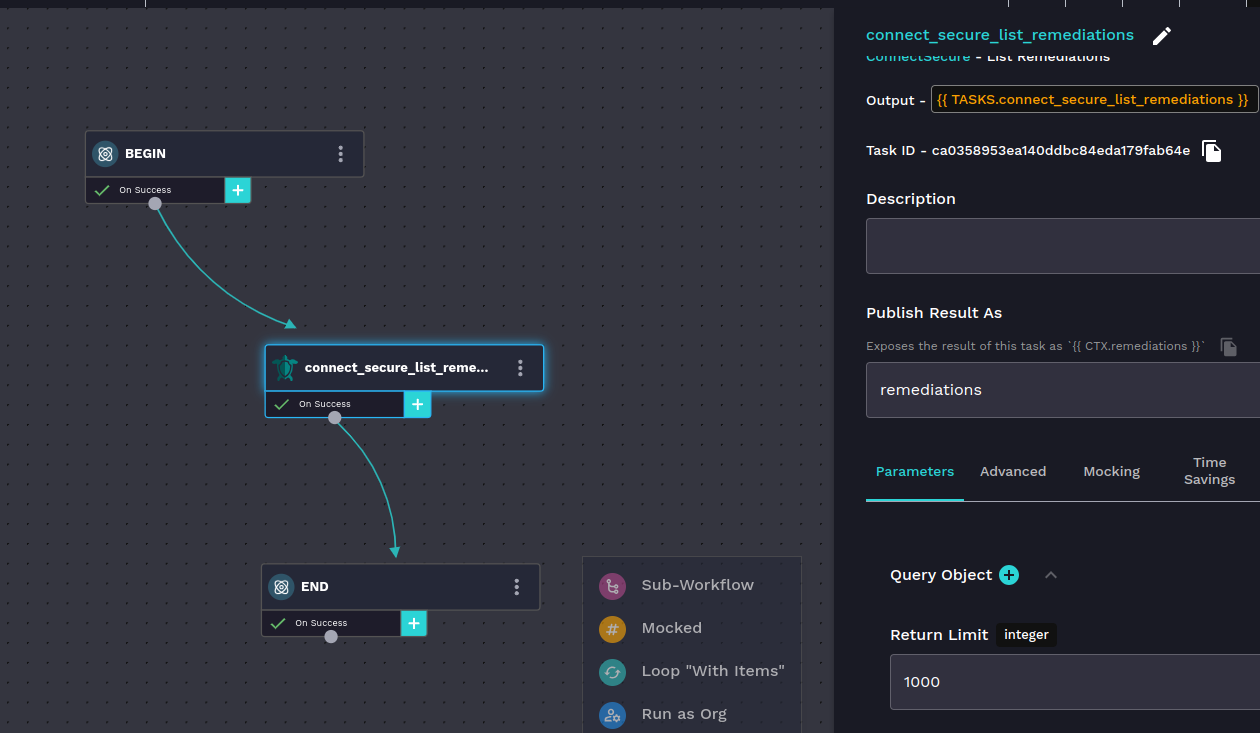 BEGIN
On Success
connect_secure_list_reme...
On Success
END
On Success
Sub-Workflow
Mocked
Loop "With Items"
Run as Org
connect_secure_list_remediations
ConnectSecure - List Remediations
Output - {{ TASKS.connect_secure_list_remediations }}
Task ID - ca0358953ea140ddbc84eda179fab64e
Description
Publish Result As
Exposes the result of this task as `{{ CTX.remediations }}`
remediations
Parameters
Advanced
Mocking
Time
Savings
Query Object
Return Limit integer
1000